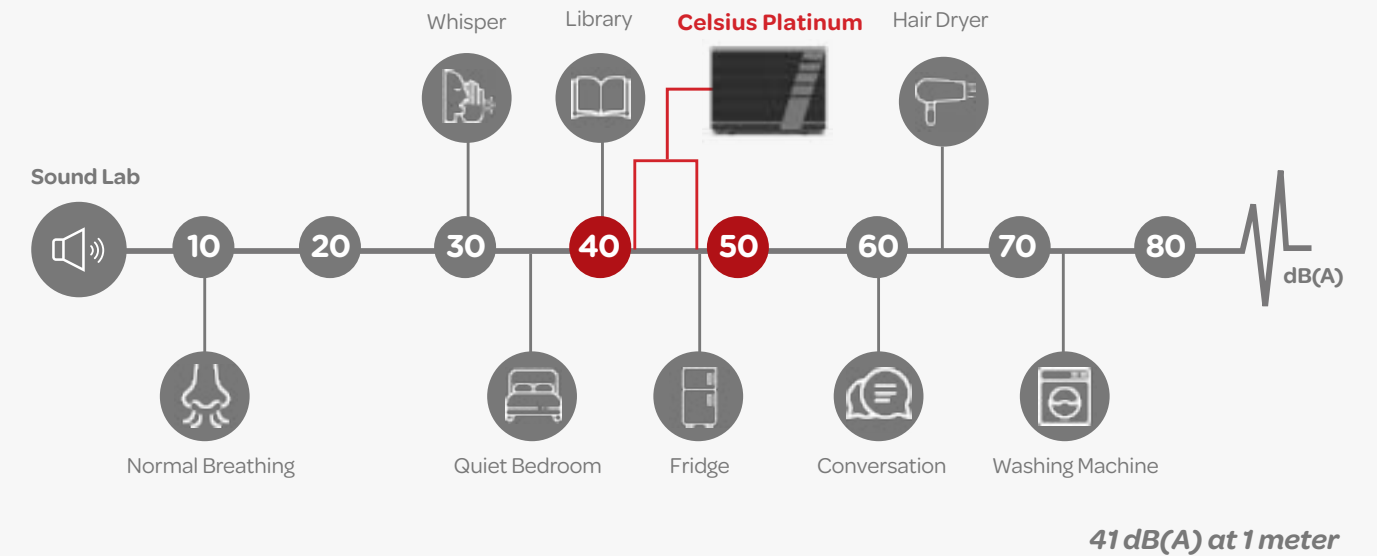 Whisper
Library
Celsius Platinum
Hair Dryer
Sound Lab
10
20
30
40
50
60
70
80
dB(A)
Normal Breathing
Quiet Bedroom
Fridge
Conversation
Washing Machine
41 dB(A) at 1 meter